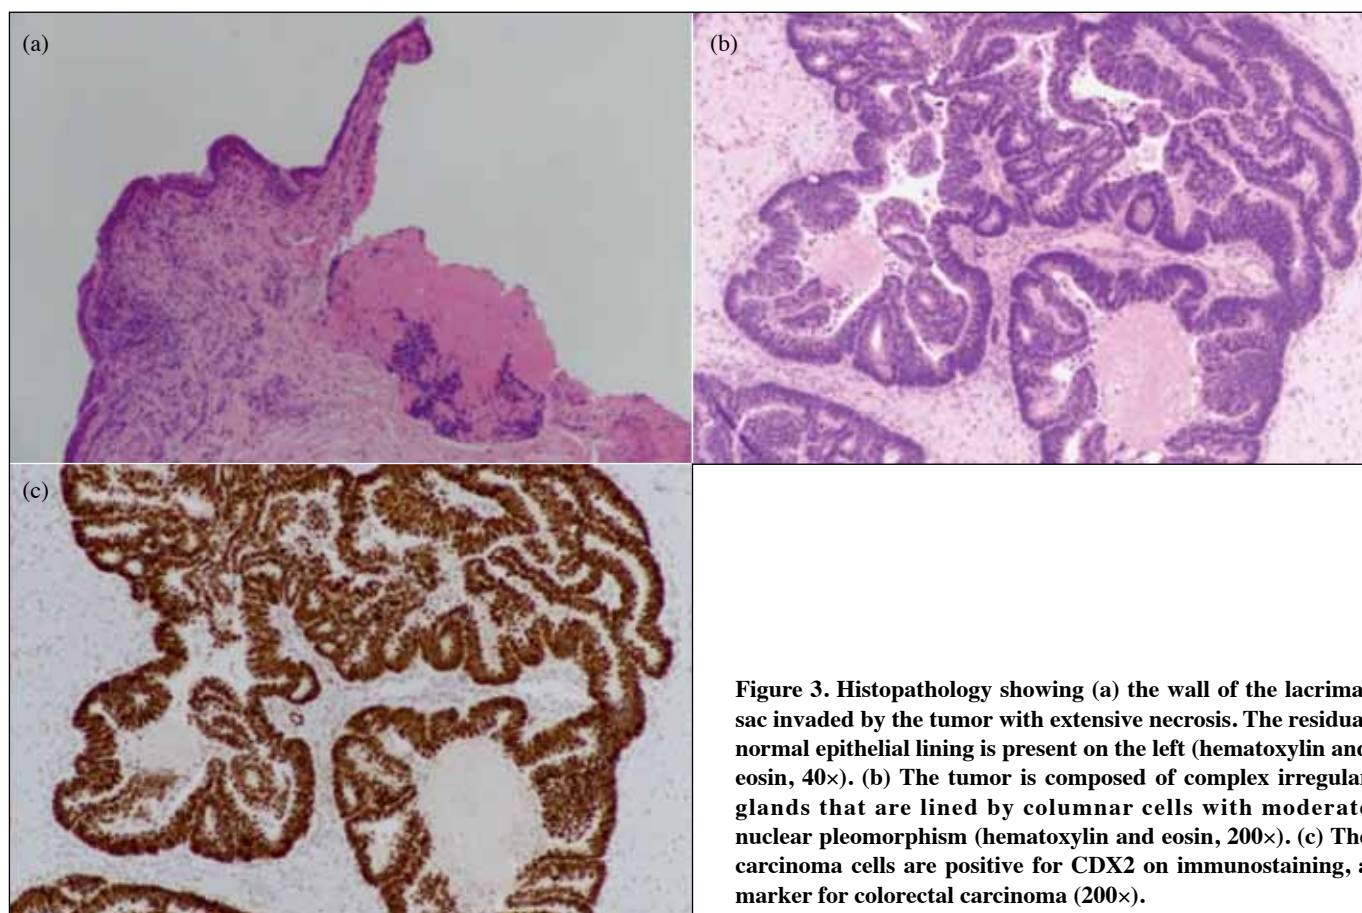 (a)
(b)
(c)
Figure 3. Histopathology showing (a) the wall of the lacrima
sac invaded by the tumor with extensive necrosis. The residua
normal epithelial lining is present on the left (hematoxylin and
eosin, 40×). (b) The tumor is composed of complex irregular
glands that are lined by columnar cells with moderate
nuclear pleomorphism (hematoxylin and eosin, 200×). (c) The
carcinoma cells are positive for CDX2 on immunostaining, a
marker for colorectal carcinoma (200×).